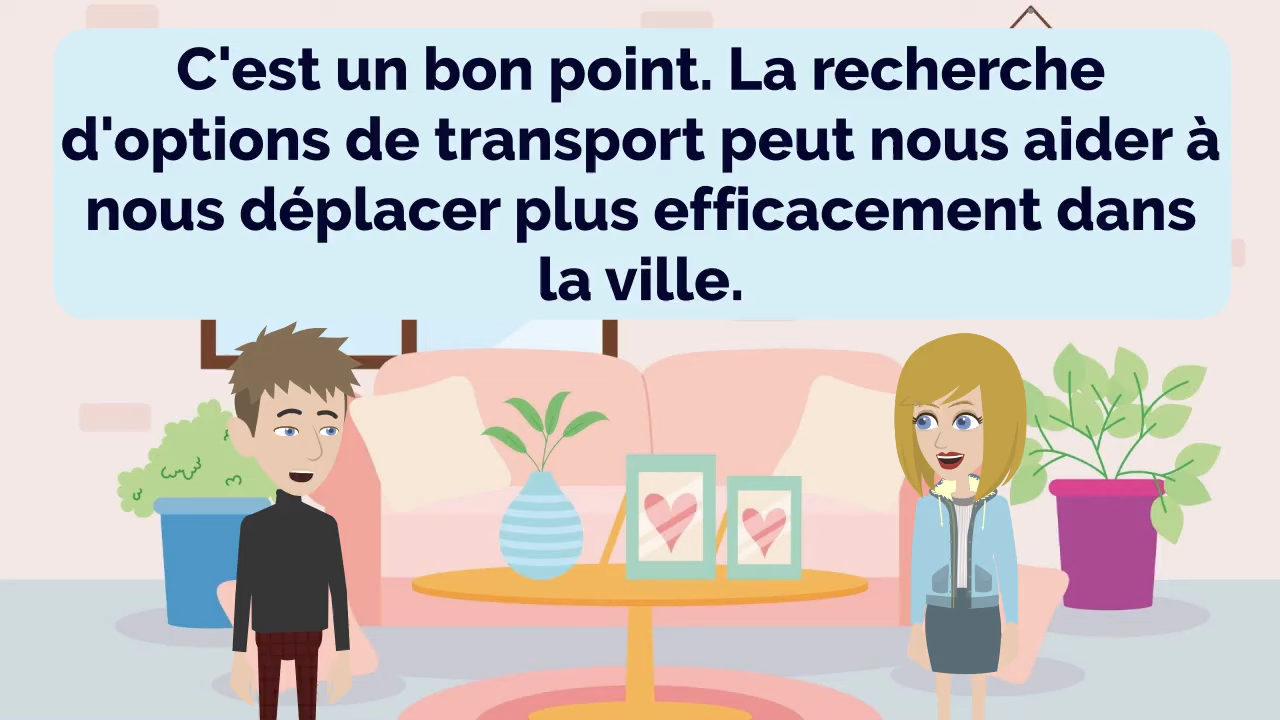 C'est un bon point. La recherche
d'options de transport peut nous aider à
nous déplacer plus efficacement dans
la ville.